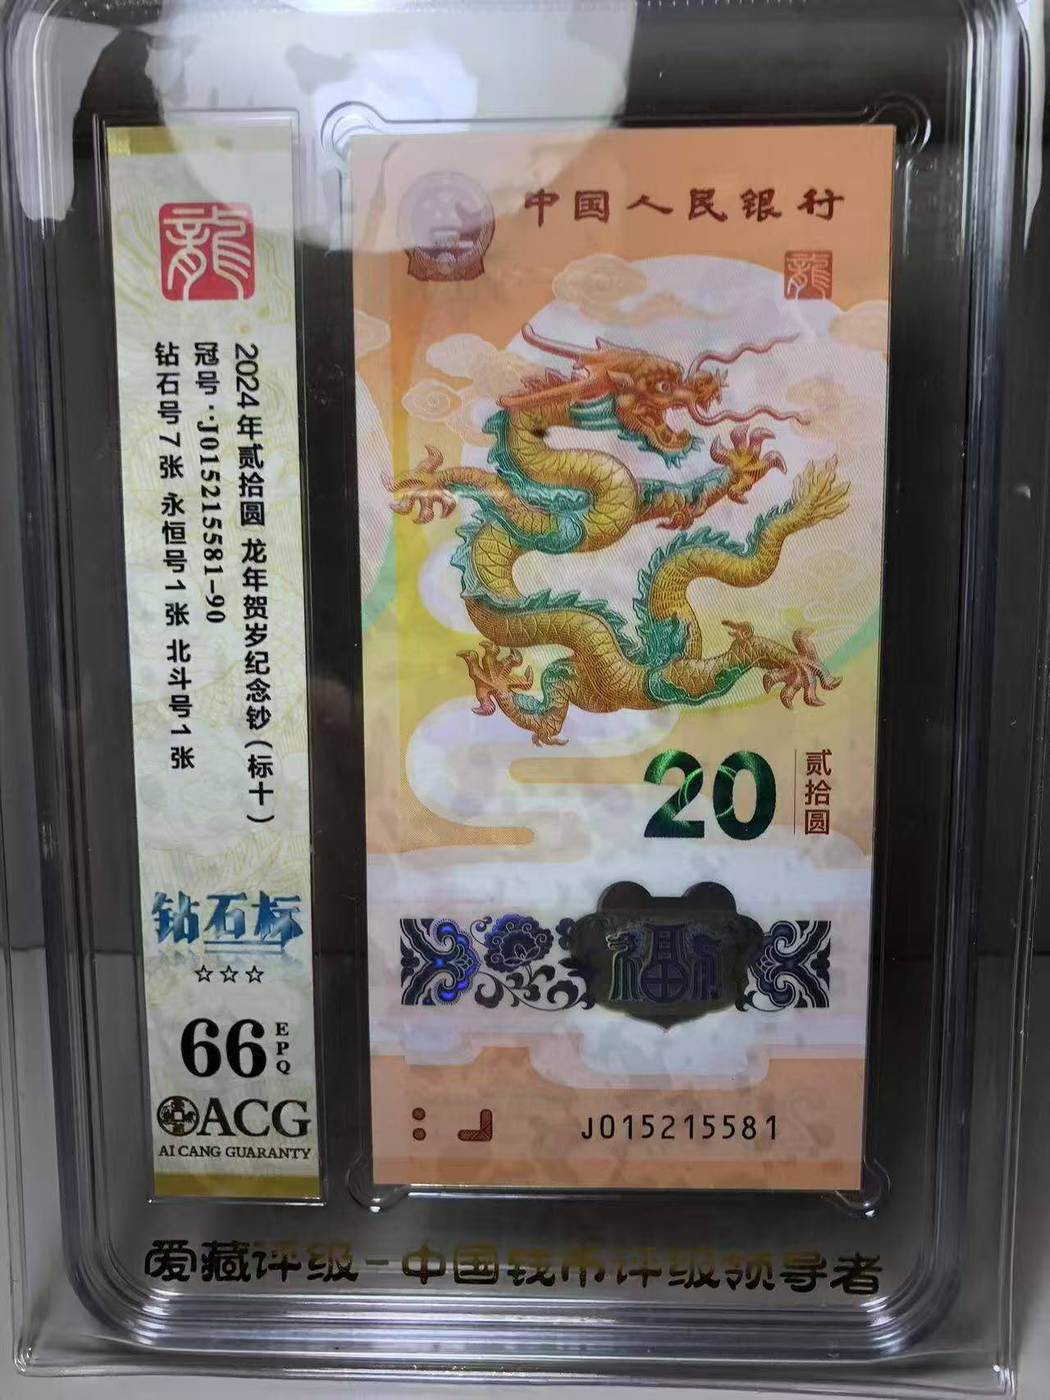 龍
2024年贰拾圆 龙年贺岁纪念钞(标十)
冠号:J015215581-90
钻石号7张 永恒号1张 北斗号1张
钻石标
☆☆☆
66 EPQ
ACG
AI CANG GUARANTY
中国人民银行
龍
20
贰拾圆
福
J015215581
爱藏评级-中国钱币评级领导者